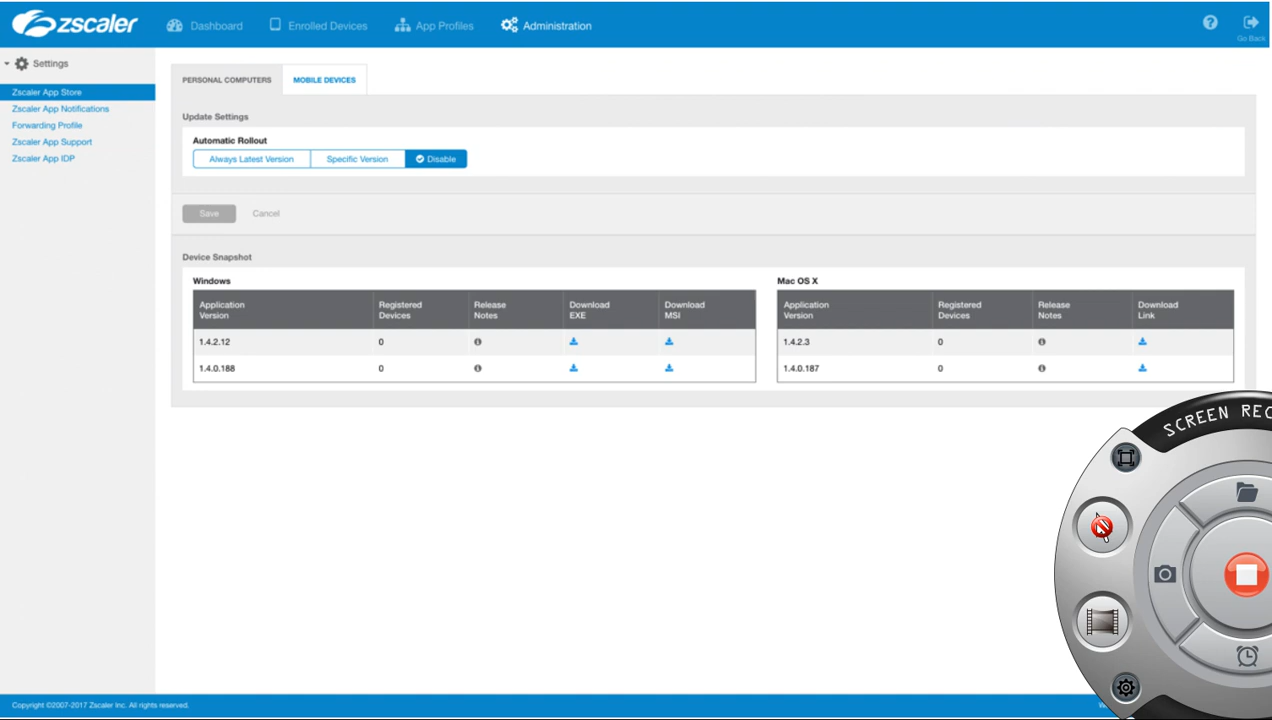 zscaler
Dashboard
Enrolled Devices
App Profiles
Administration
Go Back
Settings
Zscaler App Store
Zscaler App Notifications
Forwarding Profile
Zscaler App Support
Zscaler App IDP
PERSONAL COMPUTERS
MOBILE DEVICES
Update Settings
Automatic Rollout
Always Latest Version
Specific Version
Disable
Save
Cancel
Device Snapshot
Windows
Application Version
Registered Devices
Release Notes
Download EXE
Download MSI
1.4.2.12
0
1.4.0.188
0
Mac OS X
Application Version
Registered Devices
Release Notes
Download Link
1.4.2.3
0
1.4.0.187
0
SCREEN REC
Copyright ©2007-2017 Zscaler Inc. All rights reserved.